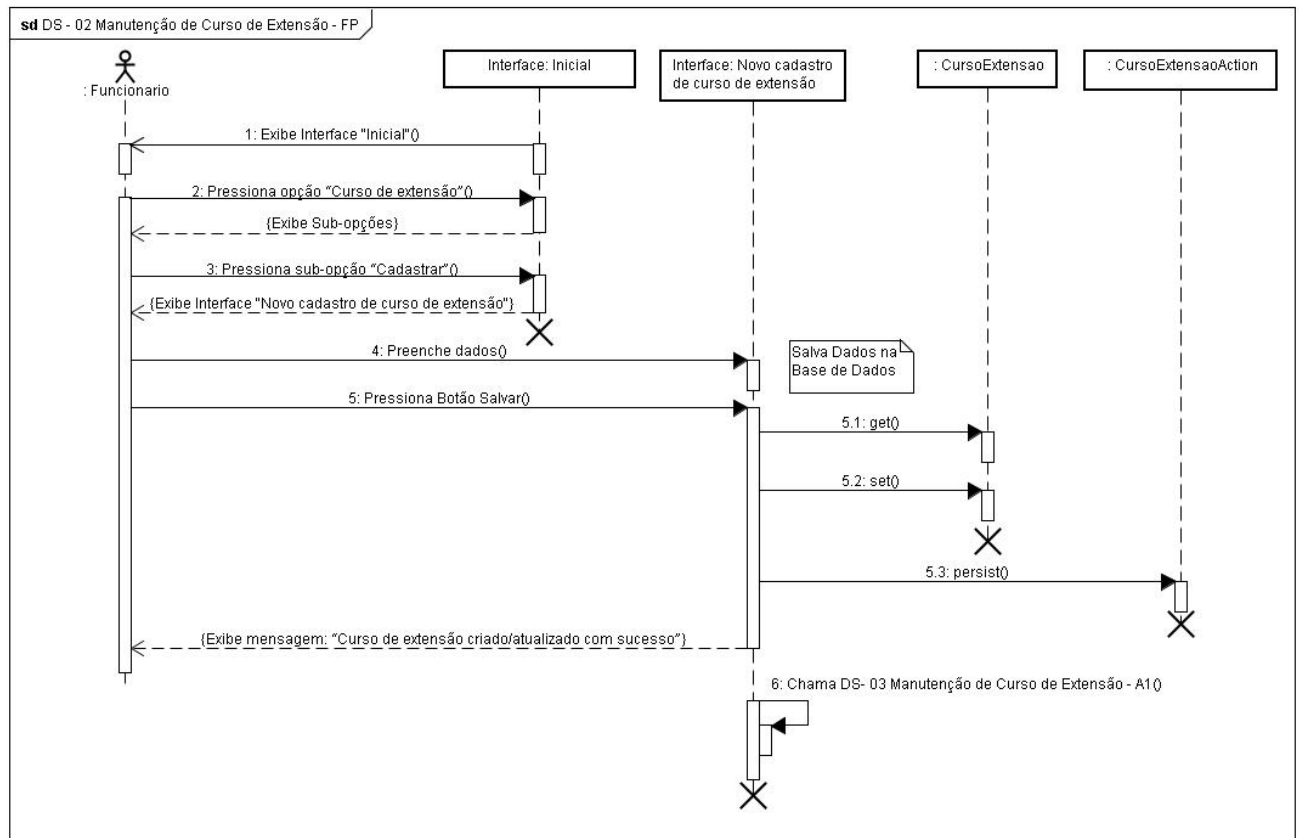 sd DS - 02 Manutenção de Curso de Extensão - FP
: Funcionario
Interface: Inicial
Interface: Novo cadastro
de curso de extensão
: CursoExtensao
: CursoExtensaoAction
1: Exibe Interface "Inicial"()
2: Pressiona opção “Curso de extensão”()
{Exibe Sub-opções}
3: Pressiona sub-opção “Cadastrar”()
{Exibe Interface "Novo cadastro de curso de extensão"}
4: Preenche dados()
Salva Dados na
Base de Dados
5: Pressiona Botão Salvar()
5.1: get()
5.2: set()
5.3: persist()
{Exibe mensagem: “Curso de extensão criado/atualizado com sucesso”}
6: Chama DS- 03 Manutenção de Curso de Extensão - A1()